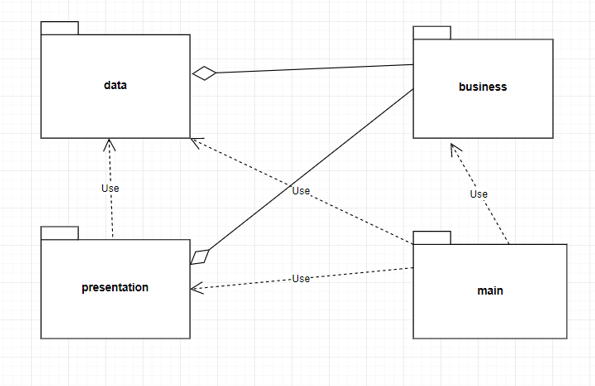 data
business
Use
Use
Use
presentation
Use
main